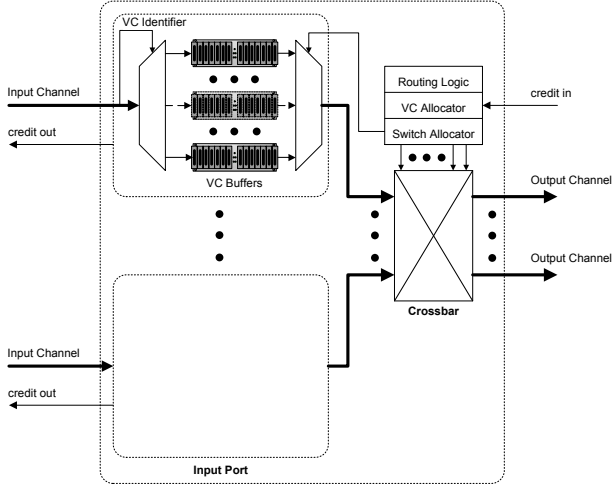 VC Identifier
Input Channel
credit out
VC Buffers
Routing Logic
VC Allocator
Switch Allocator
credit in
Output Channel
Output Channel
Crossbar
Input Channel
credit out
Input Port